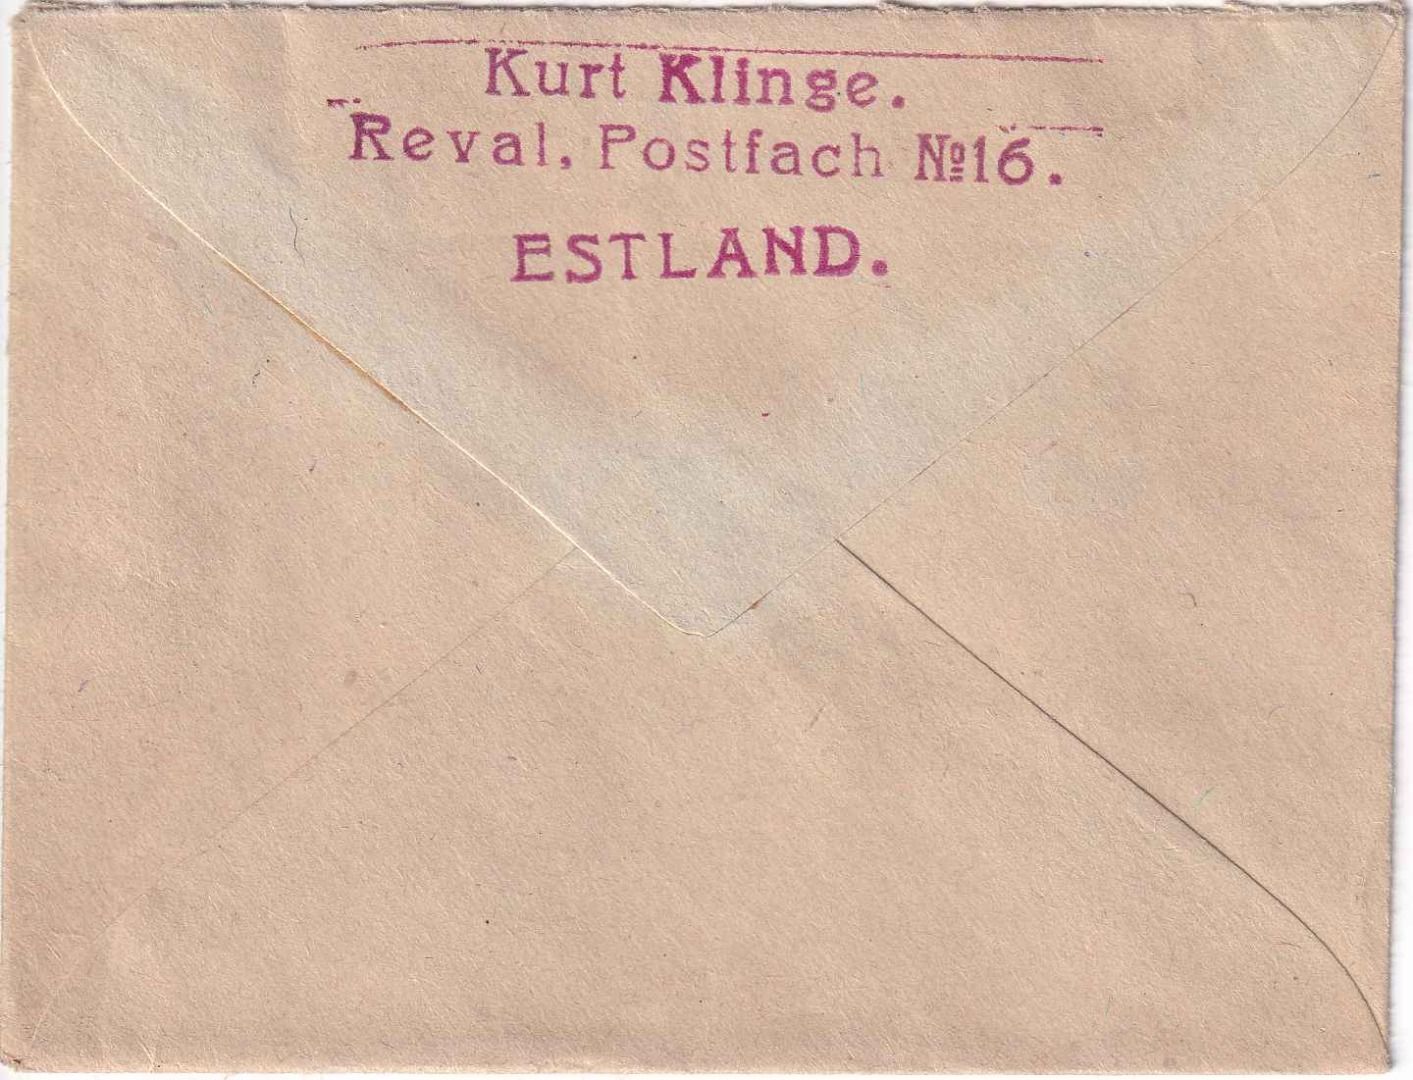 Kurt Klinge.
Reval, Postfach №16.
ESTLAND.